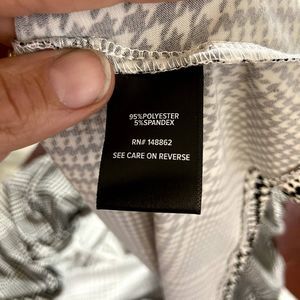 95%POLYESTER
5%SPANDEX
RN# 148862
SEE CARE ON REVERSE